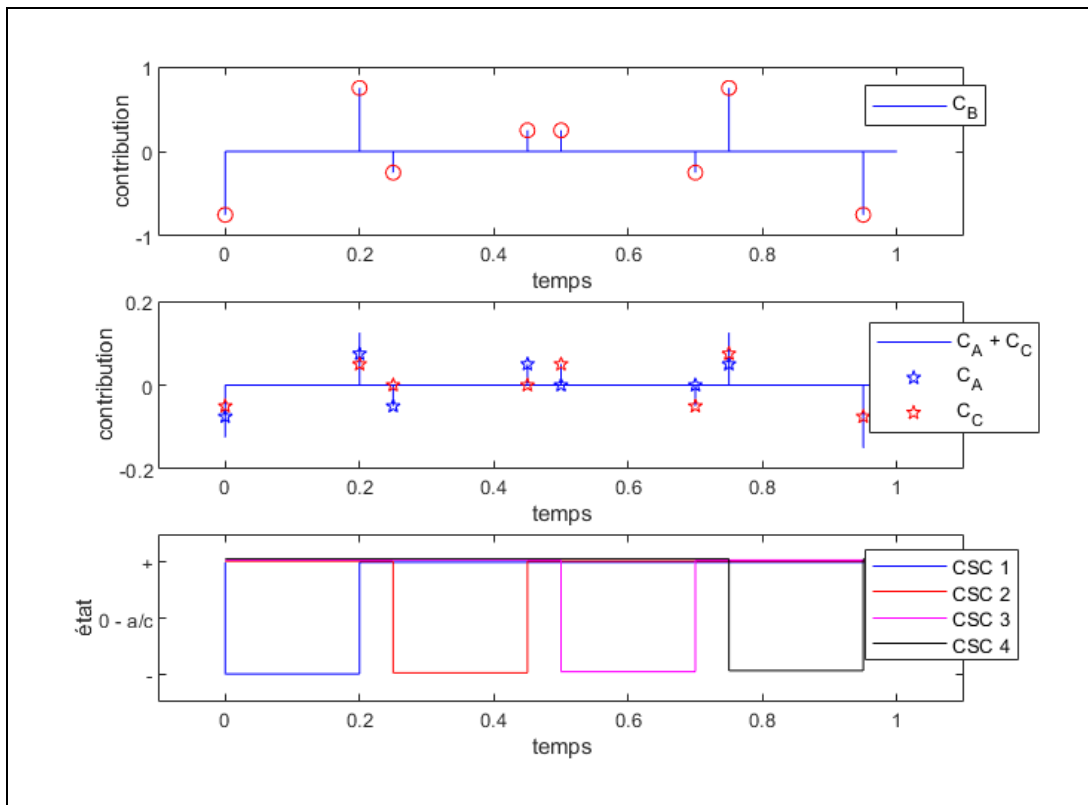 1
0
-1
contribution
C_B
0
0.2
0.4
0.6
0.8
1
temps
0.2
0
-0.2
contribution
C_A + C_C
C_A
C_C
0
0.2
0.4
0.6
0.8
1
temps
+
0 - a/c
-
état
CSC 1
CSC 2
CSC 3
CSC 4
0
0.2
0.4
0.6
0.8
1
temps